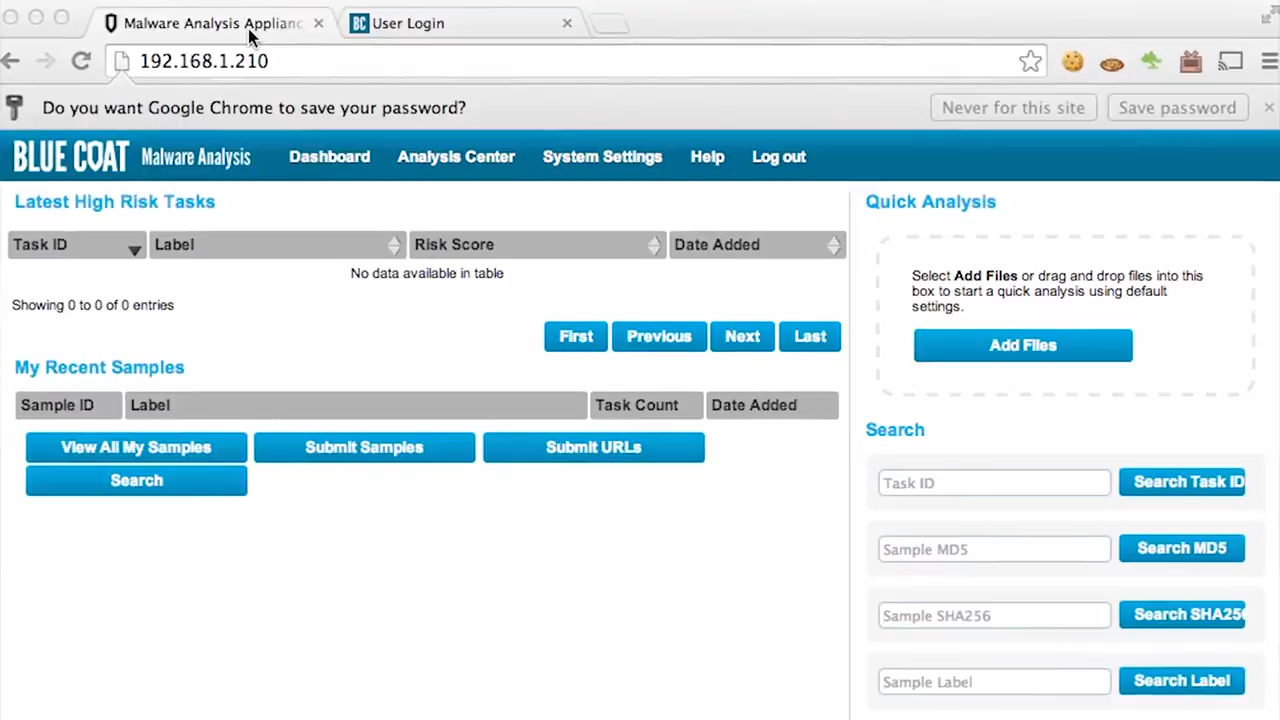 Malware Analysis Applianc
User Login
192.168.1.210
Do you want Google Chrome to save your password?
Never for this site
Save password
BLUE COAT Malware Analysis
Dashboard
Analysis Center
System Settings
Help
Log out
Latest High Risk Tasks
Task ID
Label
Risk Score
Date Added
No data available in table
Showing 0 to 0 of 0 entries
First
Previous
Next
Last
My Recent Samples
Sample ID
Label
Task Count
Date Added
View All My Samples
Submit Samples
Submit URLs
Search
Quick Analysis
Select Add Files or drag and drop files into this
box to start a quick analysis using default
settings.
Add Files
Search
Task ID
Search Task ID
Sample MD5
Search MD5
Sample SHA256
Search SHA256
Sample Label
Search Label